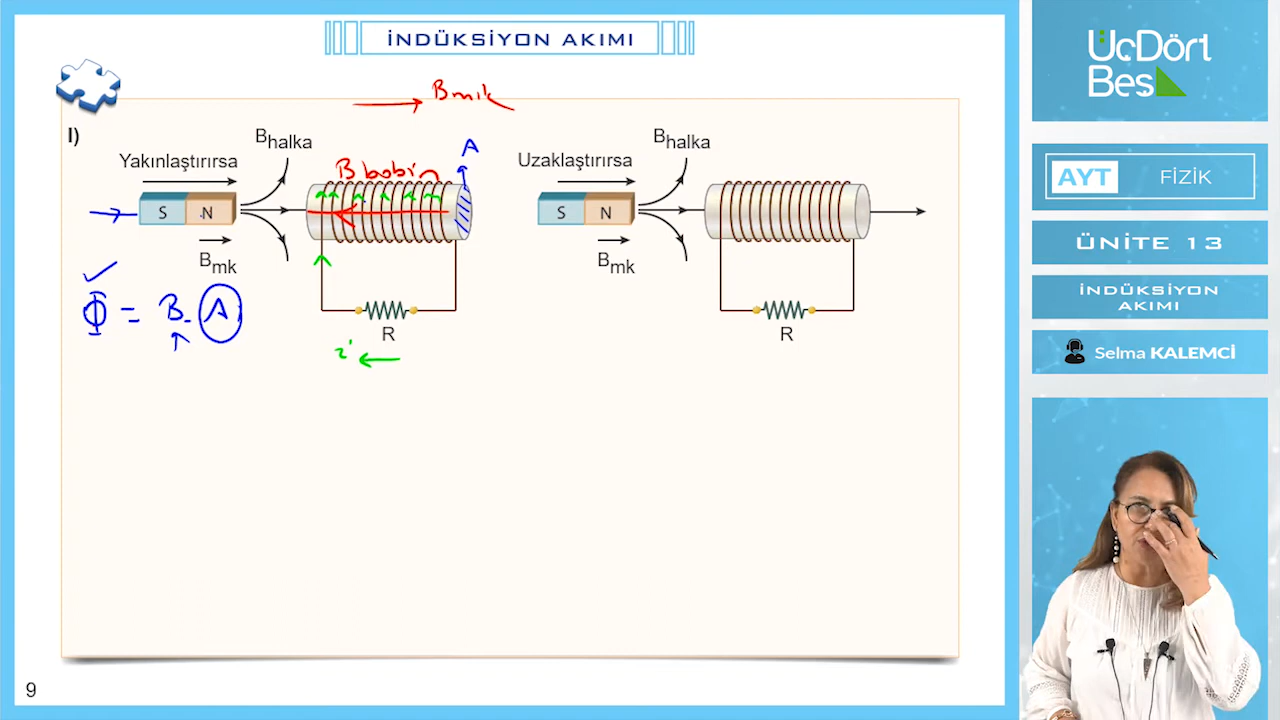 İNDÜKSİYON AKIMI
B mık
I)
Yakınlaştırırsa
Bhalka
B bobin
A
S N
Bmk
Φ = B . A
R
i
Uzaklaştırırsa
Bhalka
S N
Bmk
R
9
ÜçDört
Beş
AYT FİZİK
ÜNİTE 13
İNDÜKSİYON
AKIMI
Selma KALEMCİ